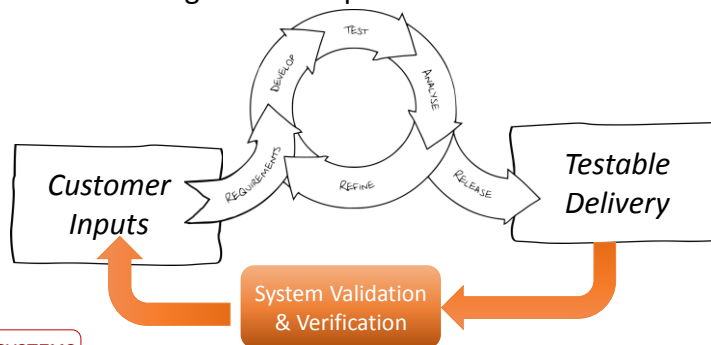 TEST
DEVELOP
ANALYSE
REQUIREMENTS
REFINE
RELEASE
Customer
Inputs
Testable
Delivery
System Validation
& Verification